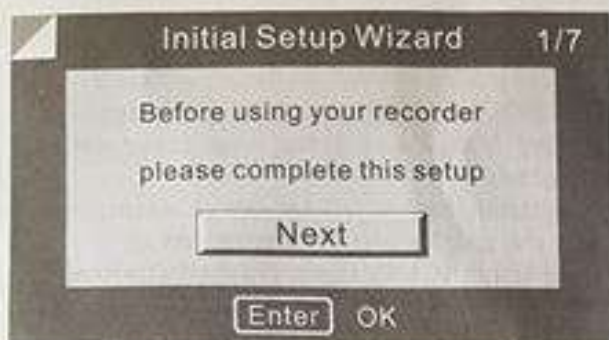 Initial Setup Wizard 1/7
Before using your recorder
please complete this setup
Next
Enter OK